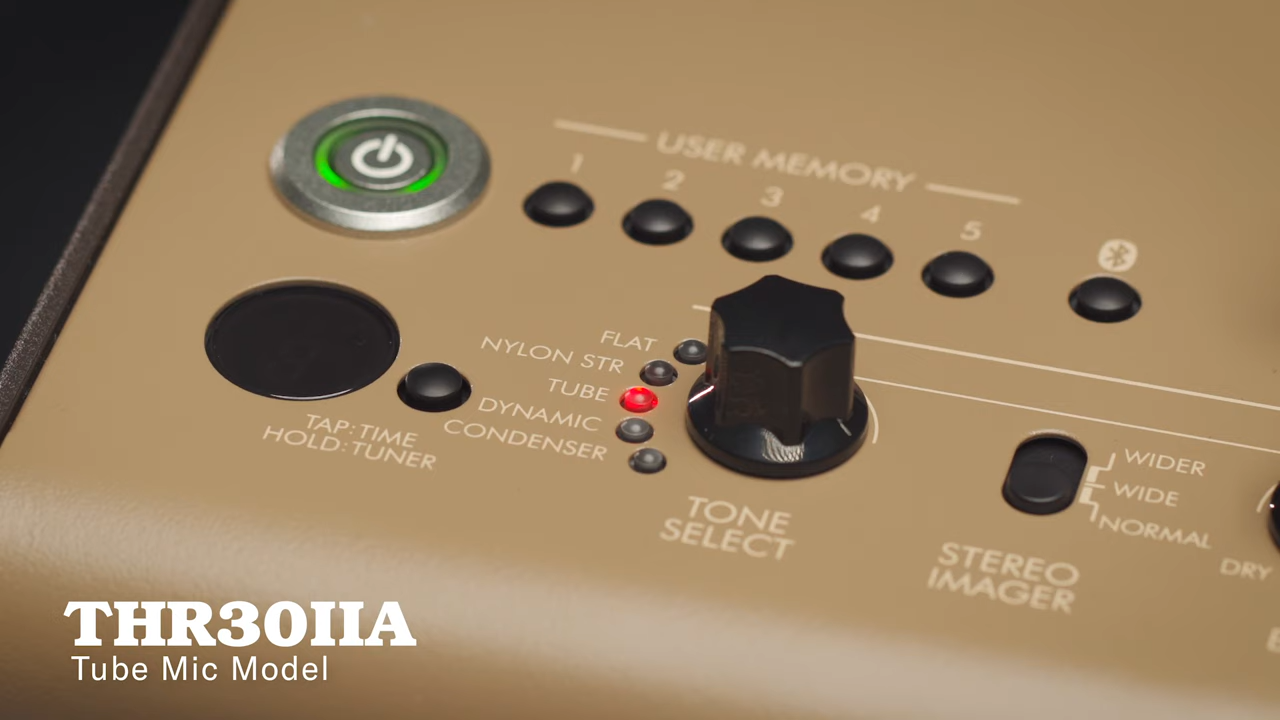 USER MEMORY
1 2 3 4 5
FLAT
NYLON STR
TUBE
DYNAMIC
CONDENSER
TAP:TIME
HOLD:TUNER
TONE
SELECT
WIDER
WIDE
NORMAL
STEREO
IMAGER
DRY
THR30IIA
Tube Mic Model